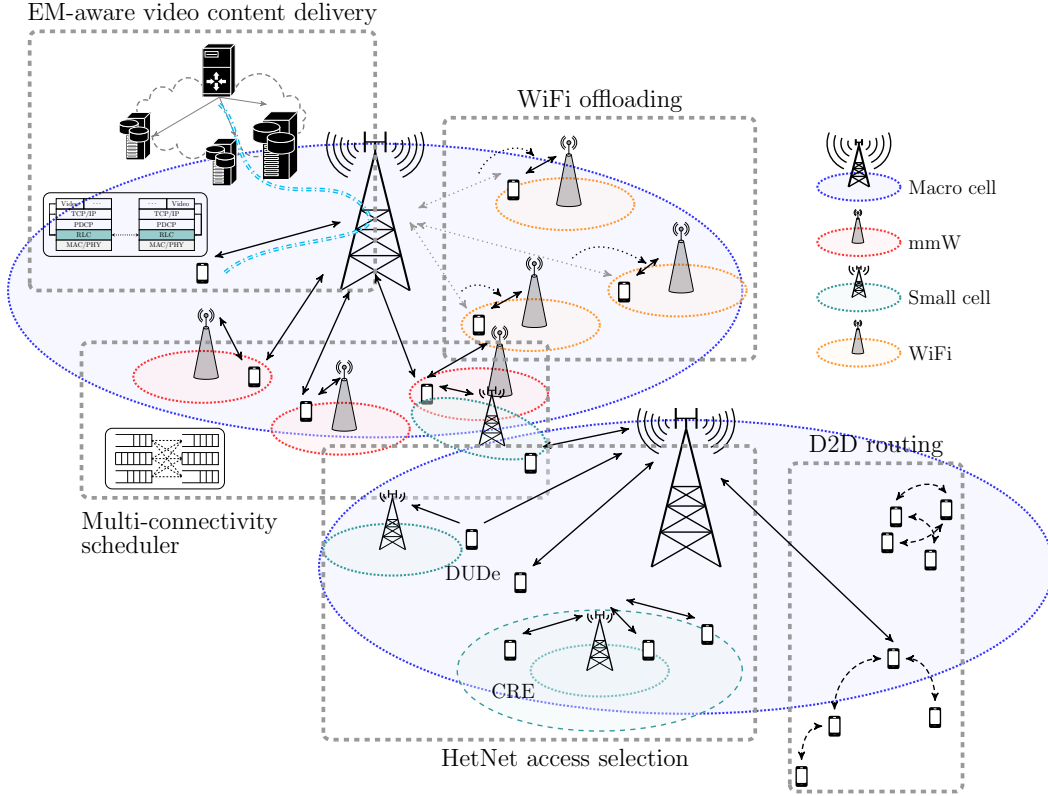 EM-aware video content delivery
WiFi offloading
Video ... ... Video
TCP/IP TCP/IP
PDCP PDCP
RLC RLC
MAC/PHY MAC/PHY
Macro cell
mmW
Small cell
WiFi
Multi-connectivity
scheduler
D2D routing
DUDe
CRE
HetNet access selection